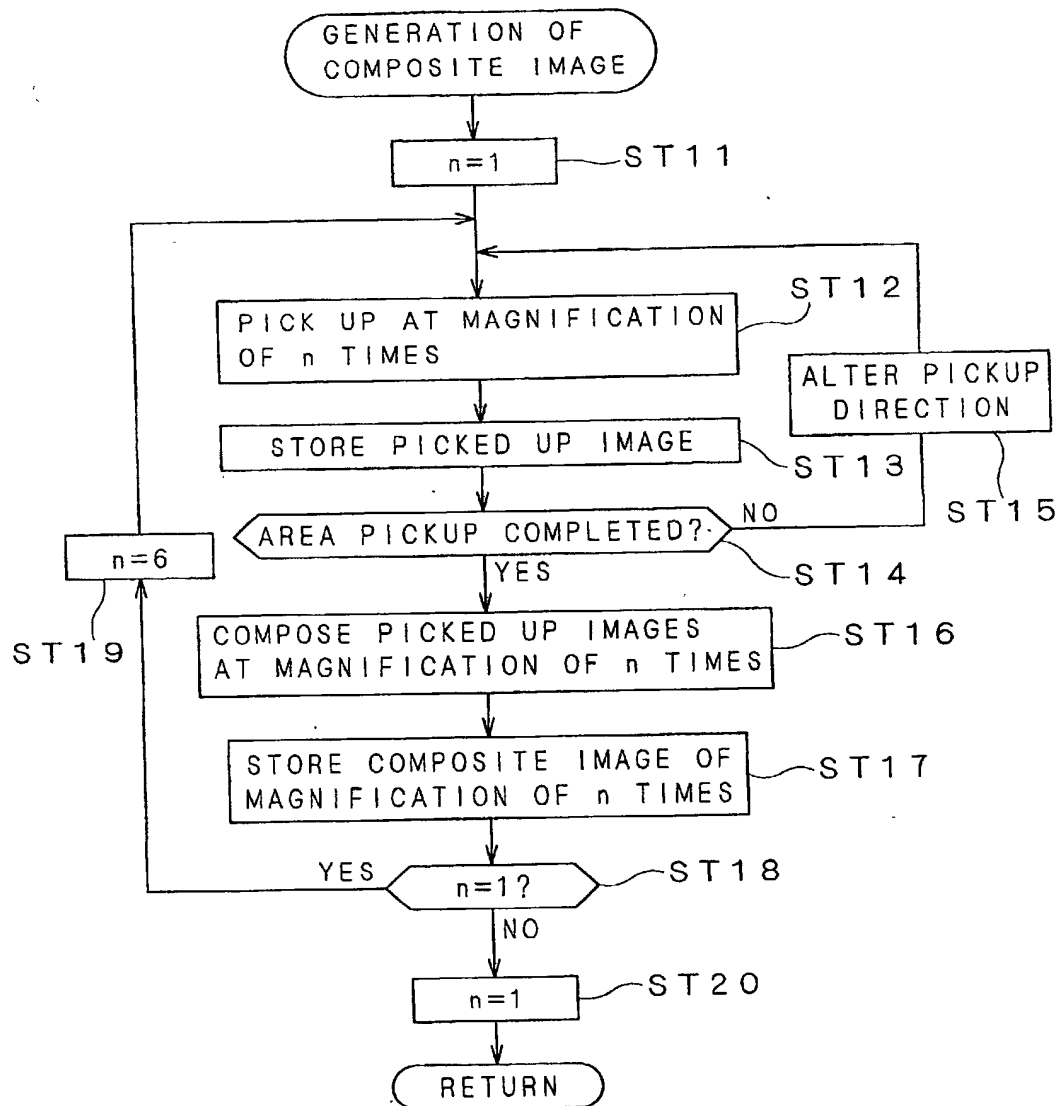 GENERATION OF
COMPOSITE IMAGE
n=1
ST11
ST12
PICK UP AT MAGNIFICATION
OF n TIMES
ALTER PICKUP
DIRECTION
STORE PICKED UP IMAGE
ST13
ST15
NO
AREA PICKUP COMPLETED?
ST14
YES
n=6
ST19
COMPOSE PICKED UP IMAGES
AT MAGNIFICATION OF n TIMES
ST16
STORE COMPOSITE IMAGE OF
MAGNIFICATION OF n TIMES
ST17
YES
n=1?
ST18
NO
n=1
ST20
RETURN